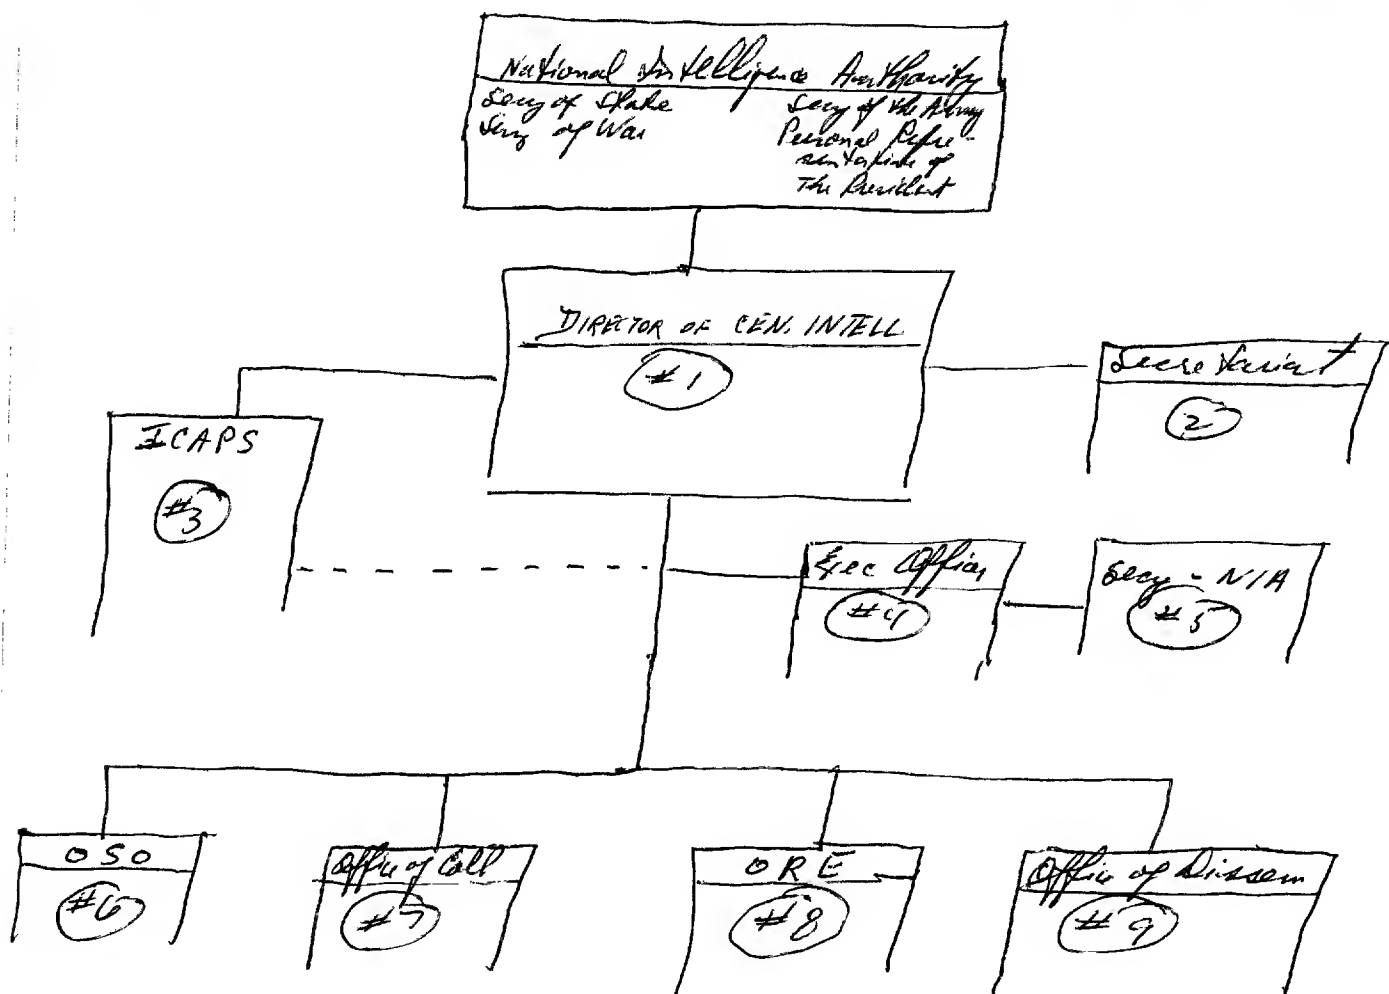 National Intelligence Authority
Secy of State
Secy of War
Secy of the Army
Personal Repre-
sentative of
The President
DIRECTOR OF CEN. INTELL
#1
Secretariat
2
ICAPS
#3
Exec Officer
#4
Secy - NIA
#5
OSO
#6
Office of Coll
#7
ORE
#8
Office of Dissem
#9